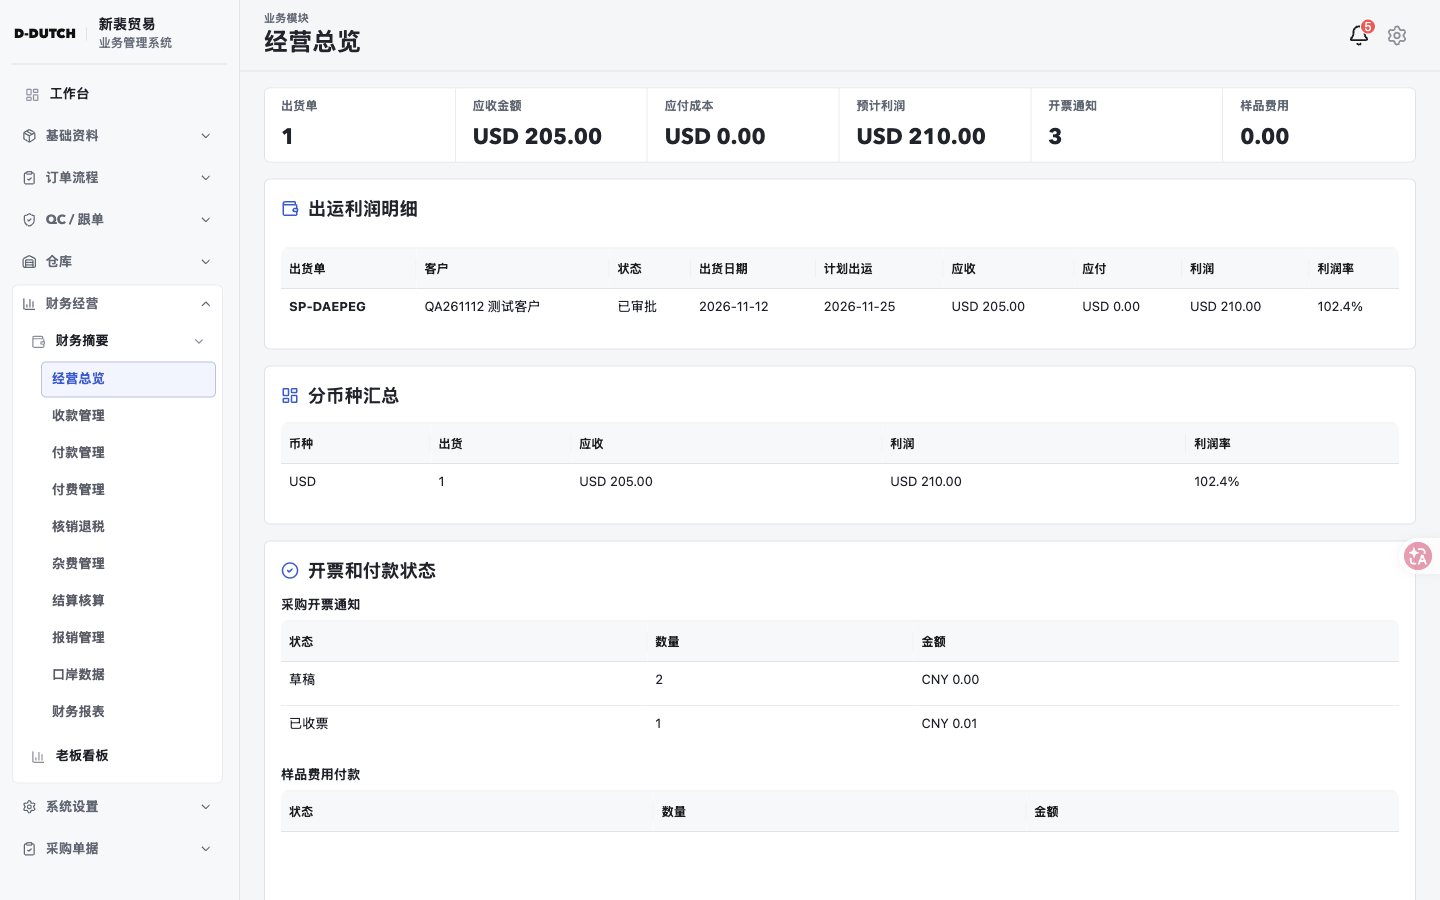 D-DUTCH
新裴贸易
业务管理系统
工作台
基础资料
订单流程
QC / 跟单
仓库
财务经营
财务摘要
经营总览
收款管理
付款管理
付费管理
核销退税
杂费管理
结算核算
报销管理
口岸数据
财务报表
老板看板
系统设置
采购单据
业务模块
经营总览
5
出货单
1
应收金额
USD 205.00
应付成本
USD 0.00
预计利润
USD 210.00
开票通知
3
样品费用
0.00
出运利润明细
出货单 客户 状态 出货日期 计划出运 应收 应付 利润 利润率
SP-DAEPEG QA261112 测试客户 已审批 2026-11-12 2026-11-25 USD 205.00 USD 0.00 USD 210.00 102.4%
分币种汇总
币种 出货 应收 利润 利润率
USD 1 USD 205.00 USD 210.00 102.4%
开票和付款状态
采购开票通知
状态 数量 金额
草稿 2 CNY 0.00
已收票 1 CNY 0.01
样品费用付款
状态 数量 金额